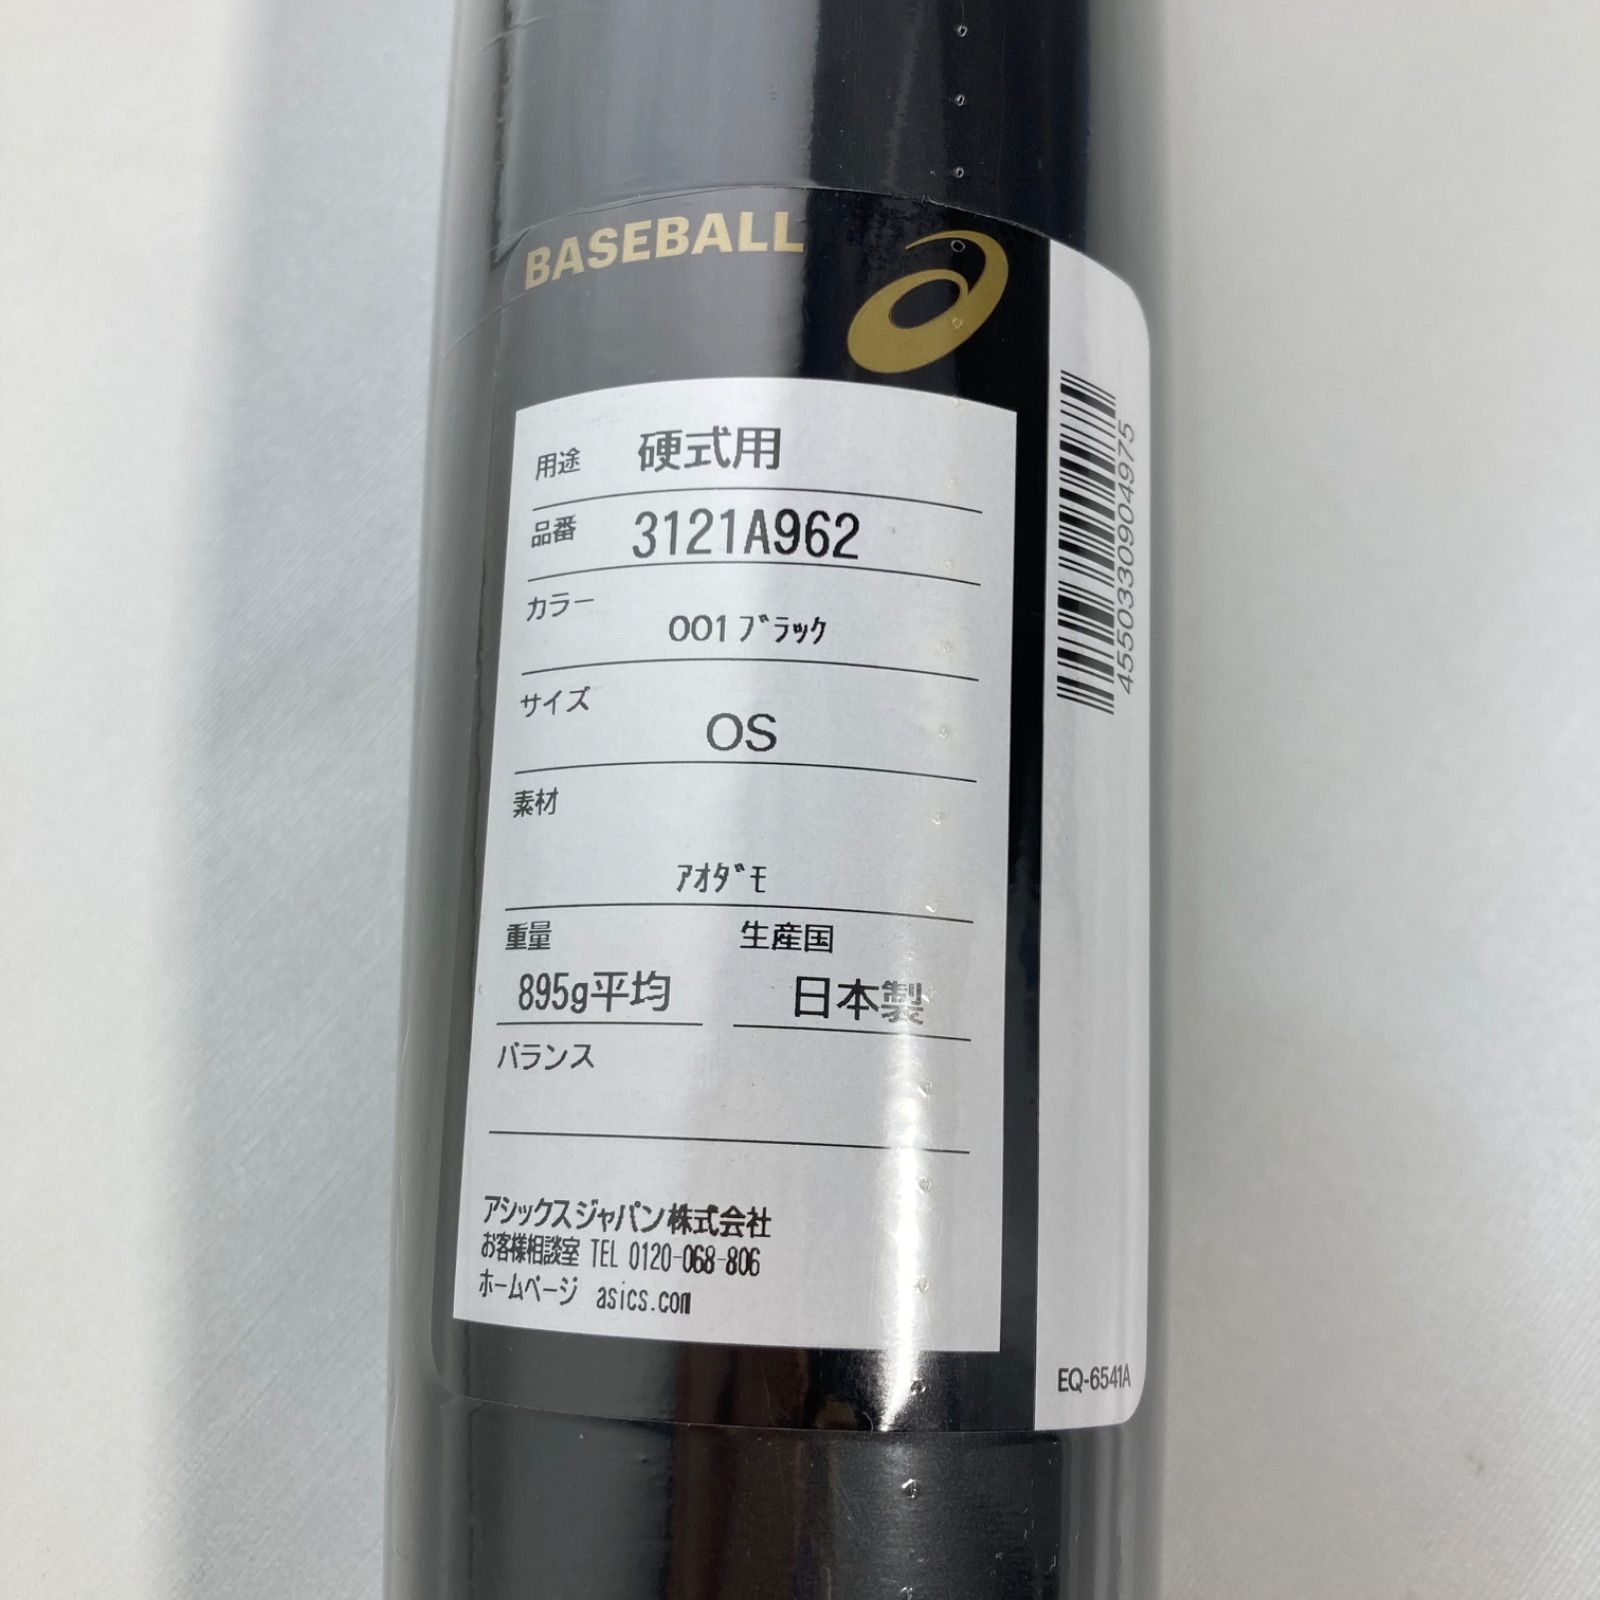 BASEBALL
用途 硬式用
品番 3121A962
カラー
001ﾌﾞﾗｯｸ
サイズ
OS
素材
ｱｵﾀﾞﾓ
重量 生産国
895g平均 日本製
バランス
アシックスジャパン株式会社
お客様相談室 TEL 0120-068-806
ホームページ asics.com
4550330904975
EQ-6541A